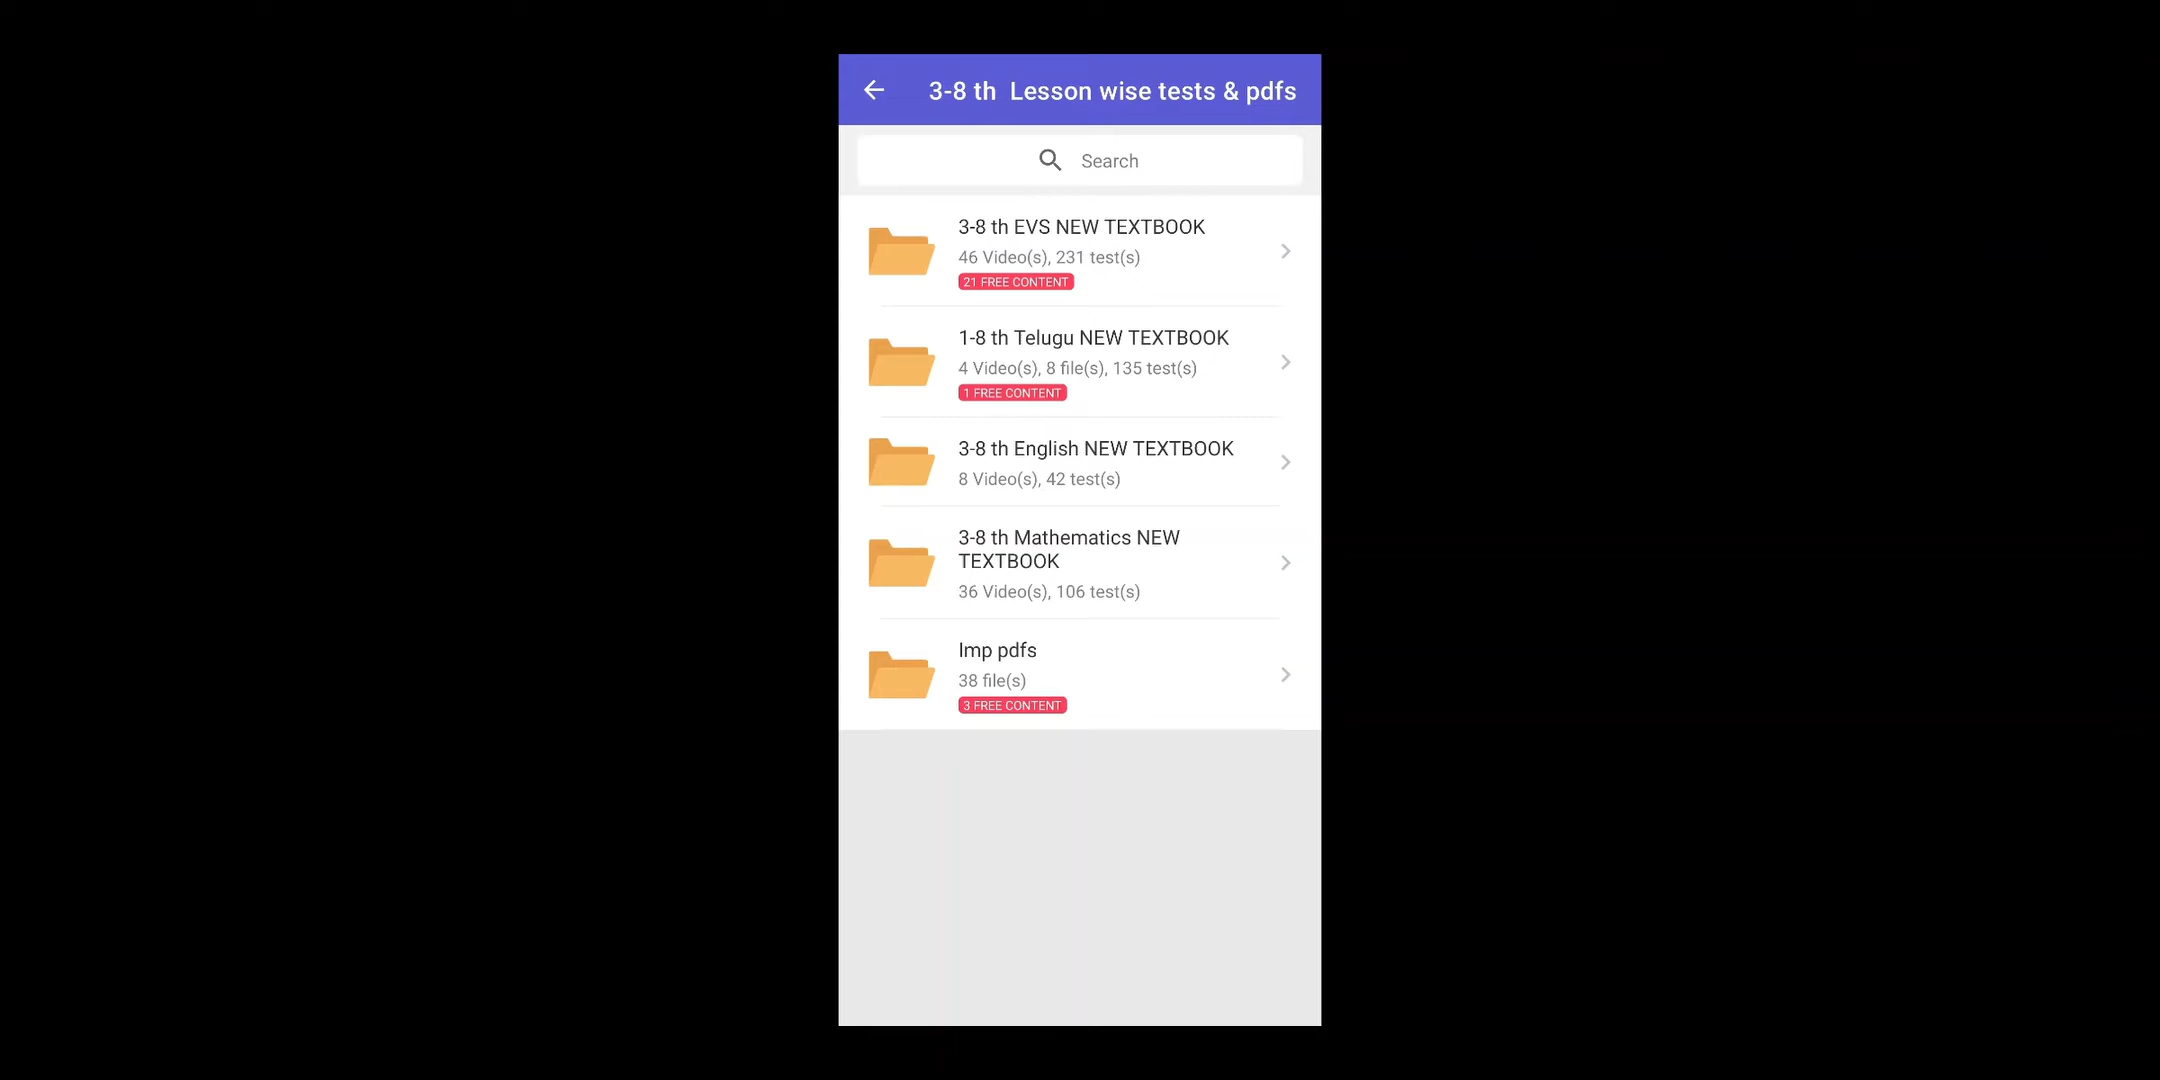 3-8 th  Lesson wise tests & pdfs
Search
3-8 th EVS NEW TEXTBOOK
46 Video(s), 231 test(s)
21 FREE CONTENT
1-8 th Telugu NEW TEXTBOOK
4 Video(s), 8 file(s), 135 test(s)
1 FREE CONTENT
3-8 th English NEW TEXTBOOK
8 Video(s), 42 test(s)
3-8 th Mathematics NEW
TEXTBOOK
36 Video(s), 106 test(s)
Imp pdfs
38 file(s)
3 FREE CONTENT